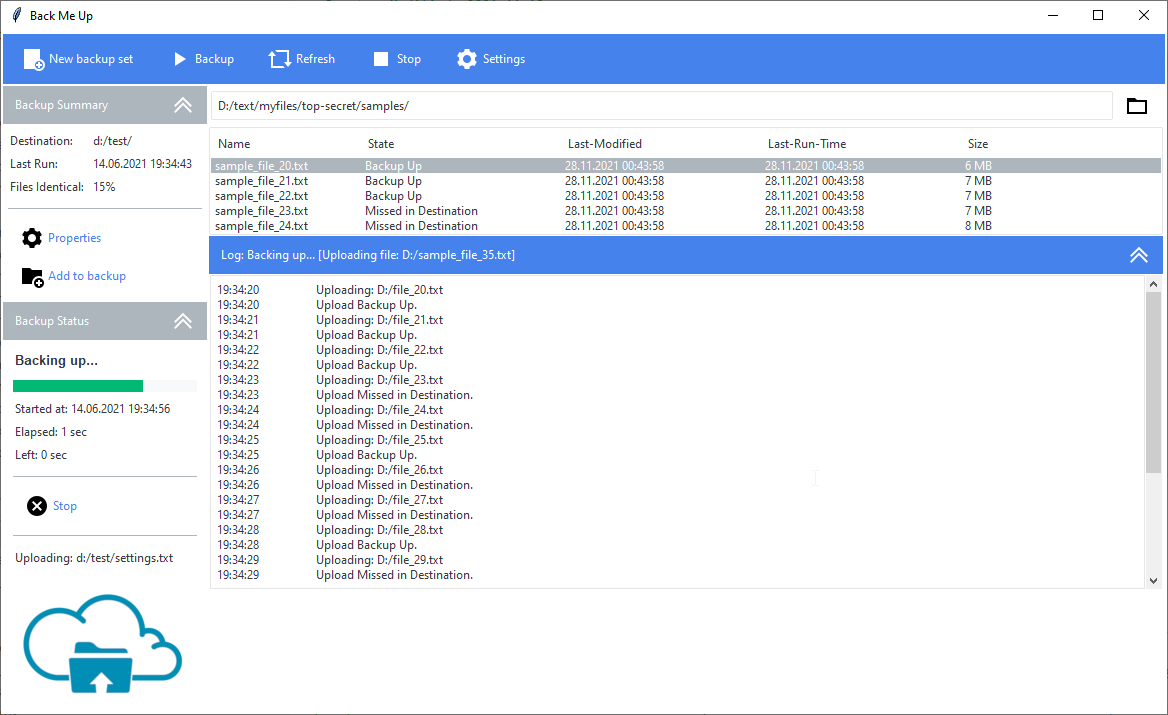 Back Me Up
New backup set Backup Refresh Stop Settings
Backup Summary
Destination: d:/test/
Last Run: 14.06.2021 19:34:43
Files Identical: 15%
Properties
Add to backup
Backup Status
Backing up...
Started at: 14.06.2021 19:34:56
Elapsed: 1 sec
Left: 0 sec
Stop
Uploading: d:/test/settings.txt
D:/text/myfiles/top-secret/samples/
Name State Last-Modified Last-Run-Time Size
sample_file_20.txt Backup Up 28.11.2021 00:43:58 28.11.2021 00:43:58 6 MB
sample_file_21.txt Backup Up 28.11.2021 00:43:58 28.11.2021 00:43:58 7 MB
sample_file_22.txt Backup Up 28.11.2021 00:43:58 28.11.2021 00:43:58 7 MB
sample_file_23.txt Missed in Destination 28.11.2021 00:43:58 28.11.2021 00:43:58 7 MB
sample_file_24.txt Missed in Destination 28.11.2021 00:43:58 28.11.2021 00:43:58 8 MB
Log: Backing up... [Uploading file: D:/sample_file_35.txt]
19:34:20 Uploading: D:/file_20.txt
19:34:20 Upload Backup Up.
19:34:21 Uploading: D:/file_21.txt
19:34:21 Upload Backup Up.
19:34:22 Uploading: D:/file_22.txt
19:34:22 Upload Backup Up.
19:34:23 Uploading: D:/file_23.txt
19:34:23 Upload Missed in Destination.
19:34:24 Uploading: D:/file_24.txt
19:34:24 Upload Missed in Destination.
19:34:25 Uploading: D:/file_25.txt
19:34:25 Upload Backup Up.
19:34:26 Uploading: D:/file_26.txt
19:34:26 Upload Missed in Destination.
19:34:27 Uploading: D:/file_27.txt
19:34:27 Upload Missed in Destination.
19:34:28 Uploading: D:/file_28.txt
19:34:28 Upload Backup Up.
19:34:29 Uploading: D:/file_29.txt
19:34:29 Upload Missed in Destination.